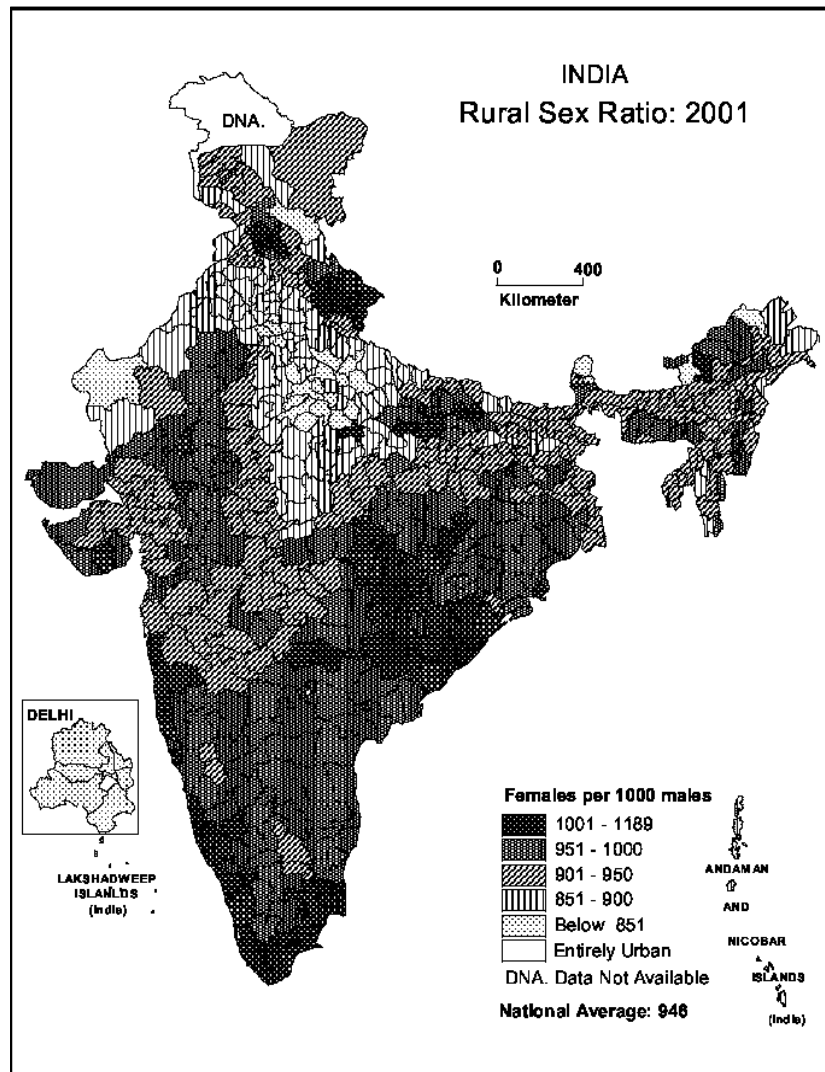 INDIA
Rural Sex Ratio: 2001
DNA.
0 400
Kilometer
DELHI
LAKSHADWEEP
ISLANLDS
(India)
Females per 1000 males
1001 - 1189
951 - 1000
901 - 950
851 - 900
Below 851
Entirely Urban
DNA. Data Not Available
National Average: 946
ANDAMAN
AND
NICOBAR
ISLANDS
(India)